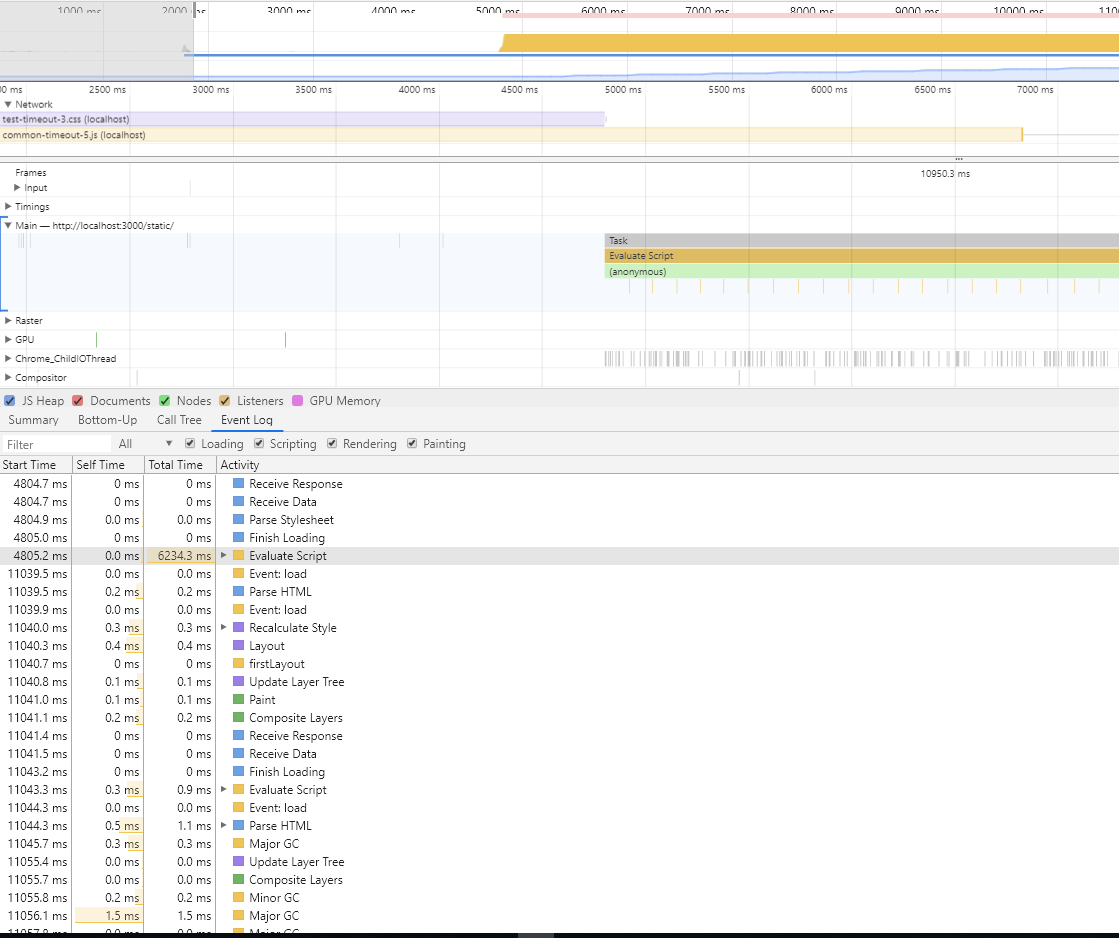 1000 ms 2000 ms 3000 ms 4000 ms 5000 ms 6000 ms 7000 ms 8000 ms 9000 ms 10000 ms
00 ms 2500 ms 3000 ms 3500 ms 4000 ms 4500 ms 5000 ms 5500 ms 6000 ms 6500 ms 7000 ms
Network
test-timeout-3.css (localhost)
common-timeout-5.js (localhost)
Frames 10950.3 ms
Input
Timings
Main — http://localhost:3000/static/
Task
Evaluate Script
(anonymous)
Raster
GPU
Chrome_ChildIOThread
Compositor
JS Heap Documents Nodes Listeners GPU Memory
Summary Bottom-Up Call Tree Event Log
Filter All Loading Scripting Rendering Painting
Start Time Self Time Total Time Activity
4804.7 ms 0 ms 0 ms Receive Response
4804.7 ms 0 ms 0 ms Receive Data
4804.9 ms 0.0 ms 0.0 ms Parse Stylesheet
4805.0 ms 0 ms 0 ms Finish Loading
4805.2 ms 0.0 ms 6234.3 ms Evaluate Script
11039.5 ms 0.0 ms 0.0 ms Event: load
11039.5 ms 0.2 ms 0.2 ms Parse HTML
11039.9 ms 0.0 ms 0.0 ms Event: load
11040.0 ms 0.3 ms 0.3 ms Recalculate Style
11040.3 ms 0.4 ms 0.4 ms Layout
11040.7 ms 0 ms 0 ms firstLayout
11040.8 ms 0.1 ms 0.1 ms Update Layer Tree
11041.0 ms 0.1 ms 0.1 ms Paint
11041.1 ms 0.2 ms 0.2 ms Composite Layers
11041.4 ms 0 ms 0 ms Receive Response
11041.5 ms 0 ms 0 ms Receive Data
11043.2 ms 0 ms 0 ms Finish Loading
11043.3 ms 0.3 ms 0.9 ms Evaluate Script
11044.3 ms 0.0 ms 0.0 ms Event: load
11044.3 ms 0.5 ms 1.1 ms Parse HTML
11045.7 ms 0.3 ms 0.3 ms Major GC
11055.4 ms 0.0 ms 0.0 ms Update Layer Tree
11055.7 ms 0.0 ms 0.0 ms Composite Layers
11055.8 ms 0.2 ms 0.2 ms Minor GC
11056.1 ms 1.5 ms 1.5 ms Major GC
11057.8 ms 0.0 ms 0.0 ms Major GC